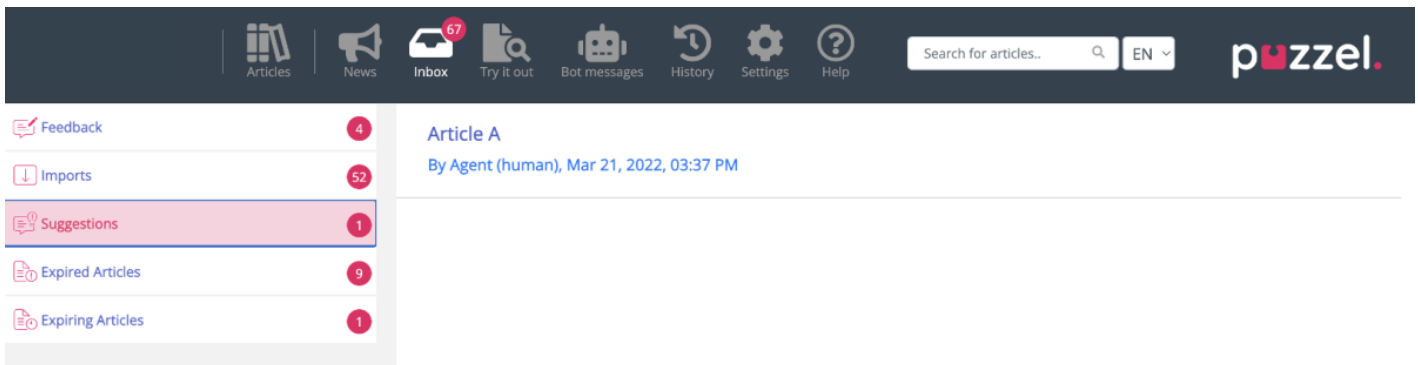 67
Articles
News
Inbox
Try it out
Bot messages
History
Settings
Help
Search for articles..
EN
puzzel.
Feedback
4
Imports
52
Suggestions
1
Expired Articles
9
Expiring Articles
1
Article A
By Agent (human), Mar 21, 2022, 03:37 PM